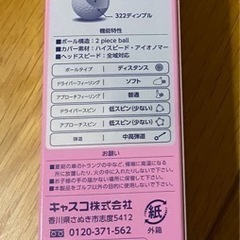 322ディンプル
機能特性
■ボール構造：2 piece ball
■カバー素材：ハイスピード・アイオノマー
■ヘッドスピード：全域対応
ボールタイプ ディスタンス
ドライバーフィーリング ソフト
アプローチフィーリング 普通
ドライバースピン 低スピン(少ない)
アプローチスピン 低スピン(少ない)
弾道 中高弾道
お願い
キャスコ株式会社
香川県さぬき市志度5412
0120-371-562
紙
外箱